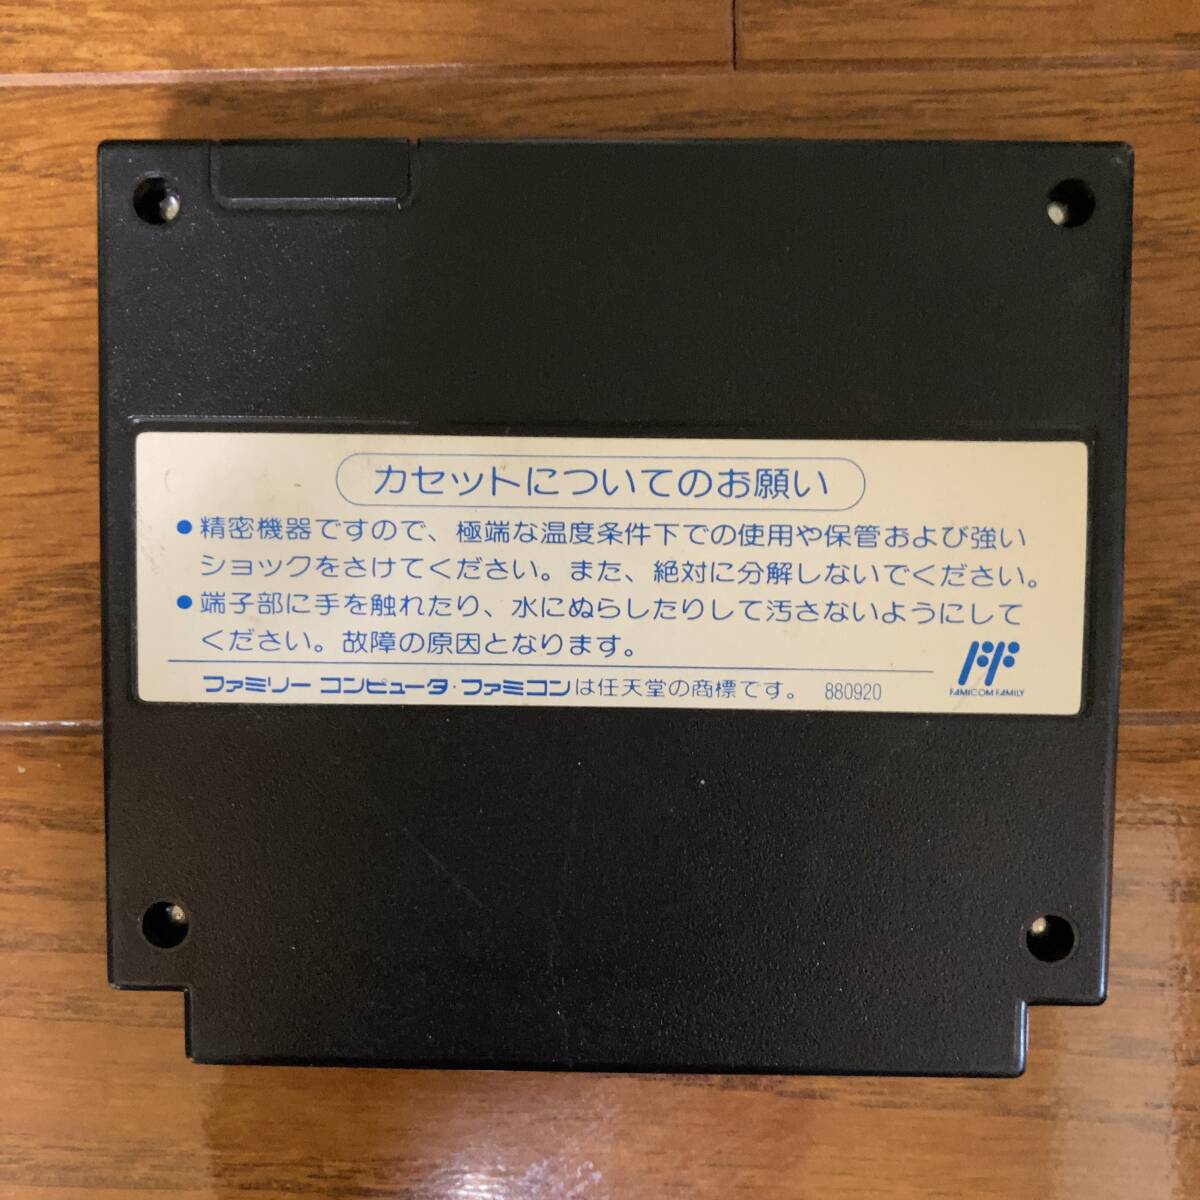 カセットについてのお願い
●精密機器ですので、極端な温度条件下での使用や保管および強い
ショックをさけてください。また、絶対に分解しないでください。
●端子部に手を触れたり、水にぬらしたりして汚さないようにして
ください。故障の原因となります。
ファミリー コンピュータ・ファミコンは任天堂の商標です。 880920
FF
FAMICOM FAMILY